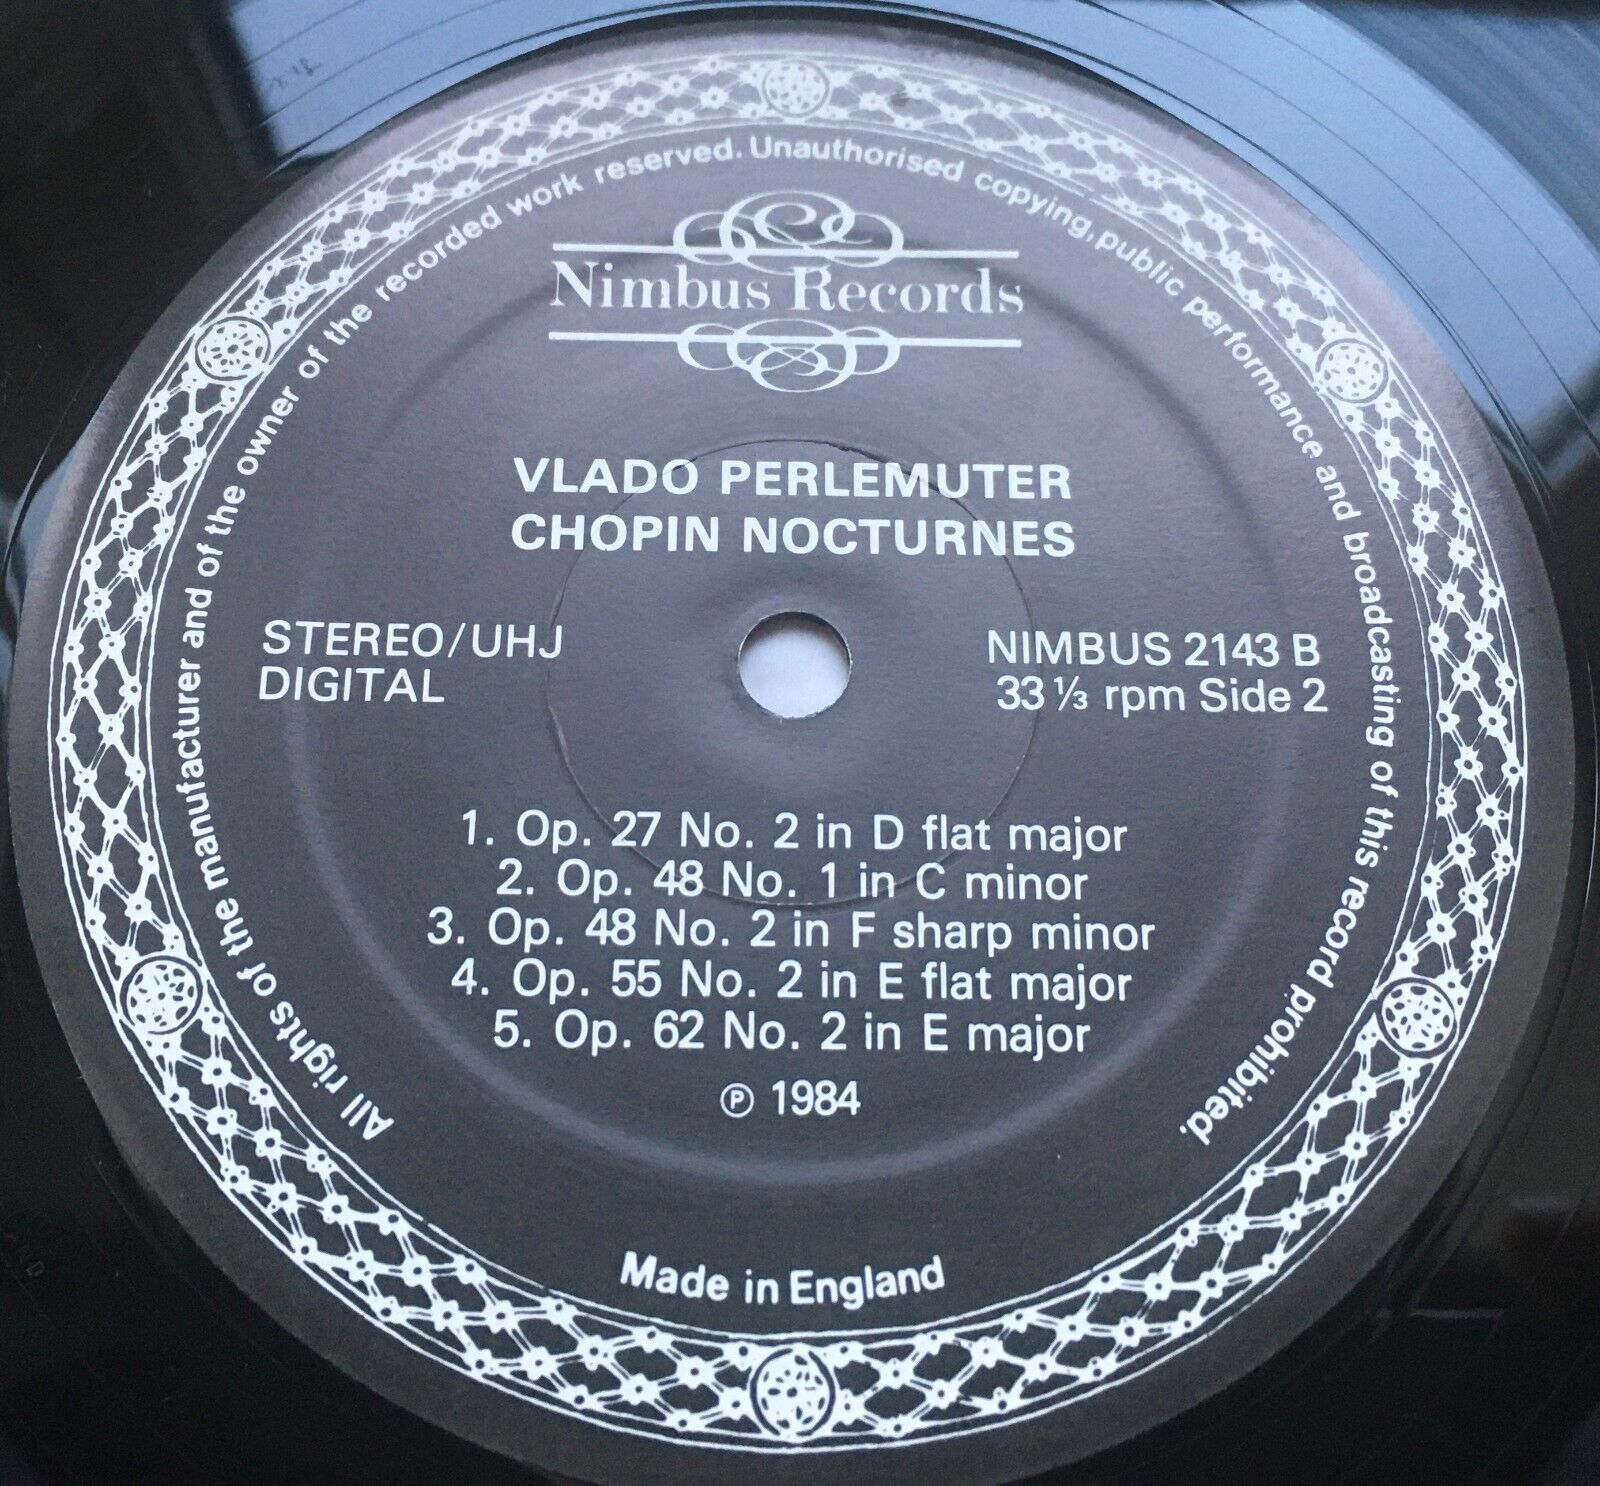 All rights of the manufacturer and of the owner of the recorded work reserved. Unauthorised copying, public performance and broadcasting of this record prohibited.
Nimbus Records
VLADO PERLEMUTER
CHOPIN NOCTURNES
STEREO/UHJ
DIGITAL
NIMBUS 2143 B
33 ⅓ rpm Side 2
1. Op. 27 No. 2 in D flat major
2. Op. 48 No. 1 in C minor
3. Op. 48 No. 2 in F sharp minor
4. Op. 55 No. 2 in E flat major
5. Op. 62 No. 2 in E major
℗ 1984
Made in England